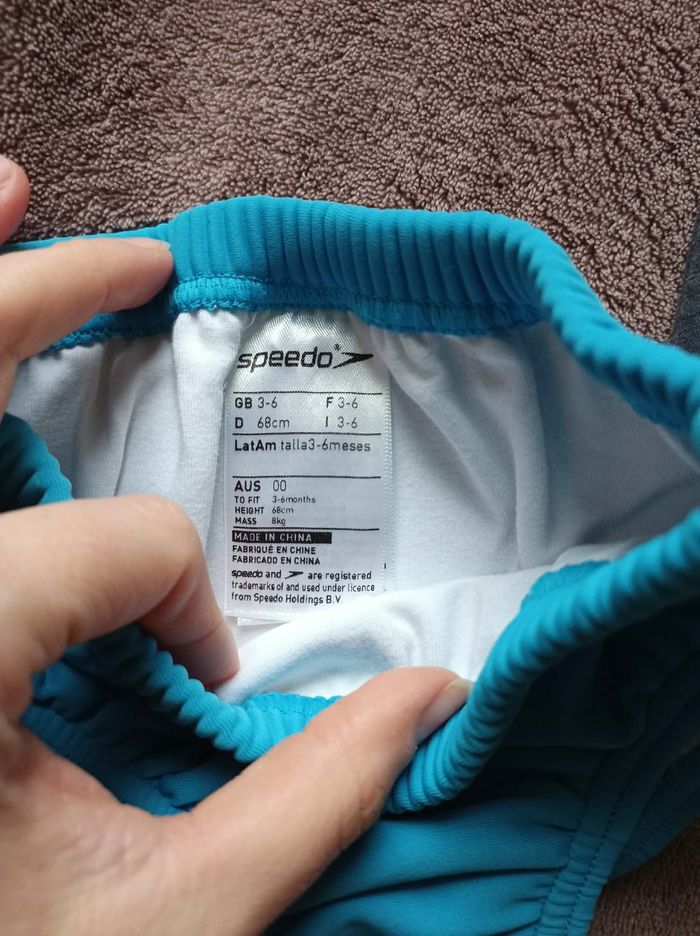 speedo®
GB 3-6 F 3-6
D 68cm I 3-6
LatAm talla3-6meses
AUS 00
TO FIT 3-6months
HEIGHT 68cm
MASS 8kg
MADE IN CHINA
FABRIQUÉ EN CHINE
FABRICADO EN CHINA
speedo and are registered
trademarks of and used under licence
from Speedo Holdings B.V.